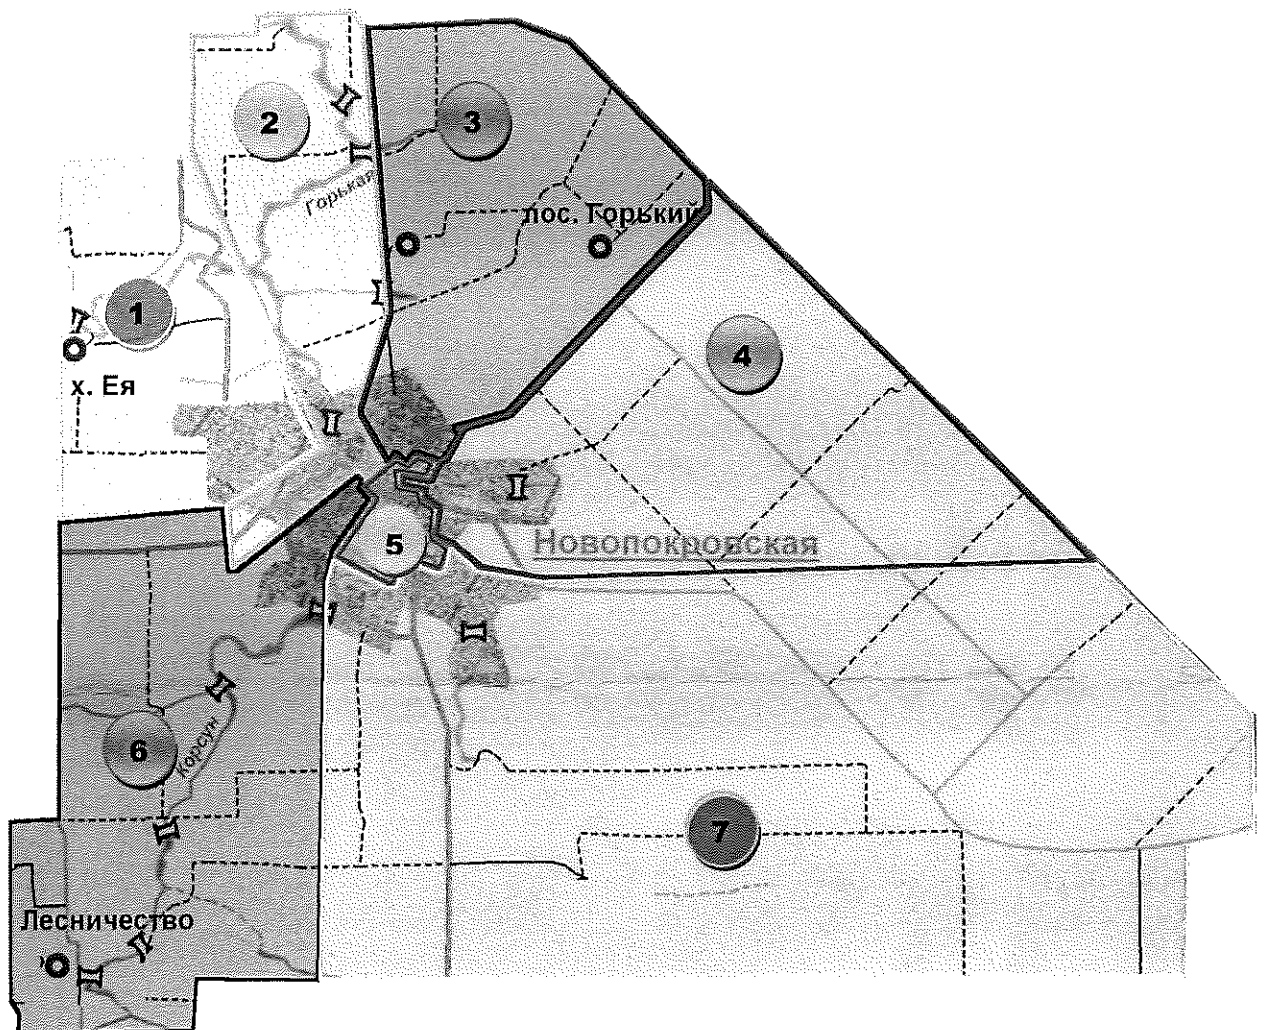 2
3
Горькая
пос. Горький
1
4
х. Ея
5
Новопокровская
6
Корсун
7
Лесничество